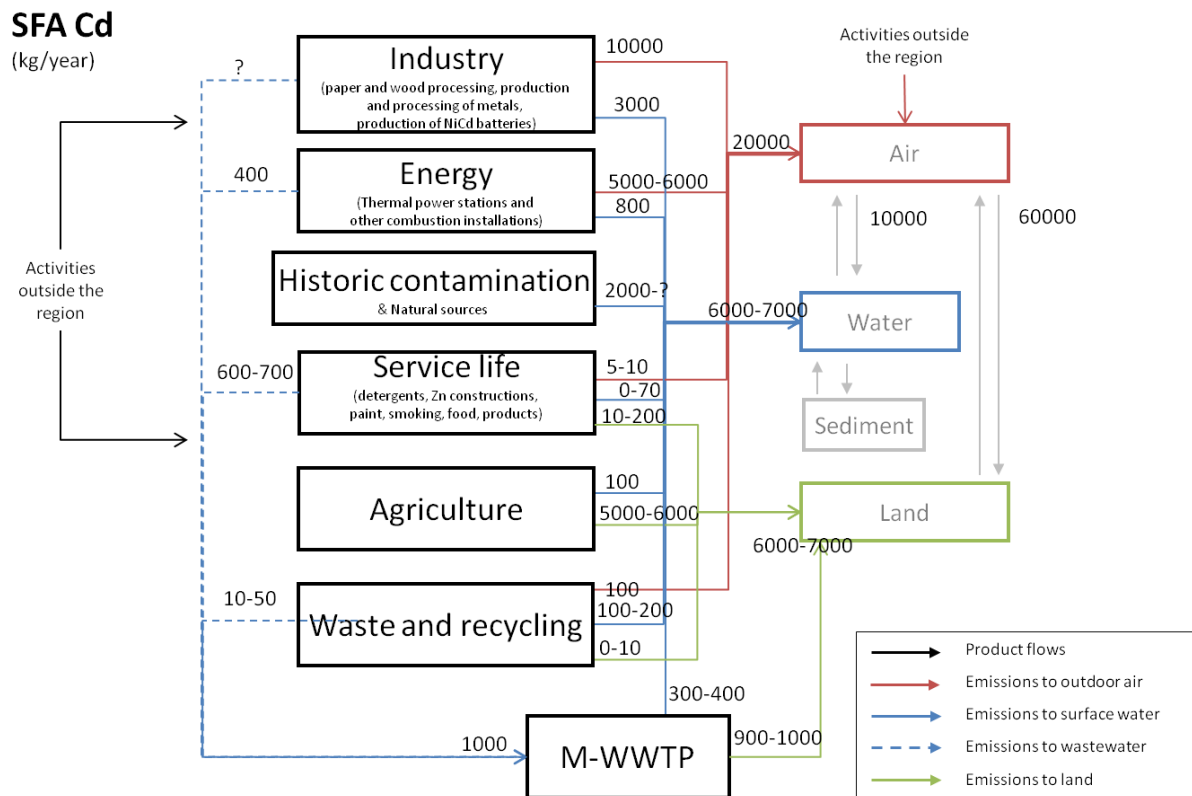 SFA Cd
(kg/year)
?
Industry
(paper and wood processing, production
and processing of metals,
production of NiCd batteries)
10000
3000
Activities outside
the region
20000
Air
400
Energy
(Thermal power stations and
other combustion installations)
5000-6000
800
10000
60000
Activities
outside the
region
Historic contamination
& Natural sources
2000-?
6000-7000
Water
600-700
Service life
(detergents, Zn constructions,
paint, smoking, food, products)
5-10
0-70
10-200
Sediment
Agriculture
100
5000-6000
Land
6000-7000
10-50
Waste and recycling
100
100-200
0-10
300-400
1000
M-WWTP
900-1000
Product flows
Emissions to outdoor air
Emissions to surface water
Emissions to wastewater
Emissions to land